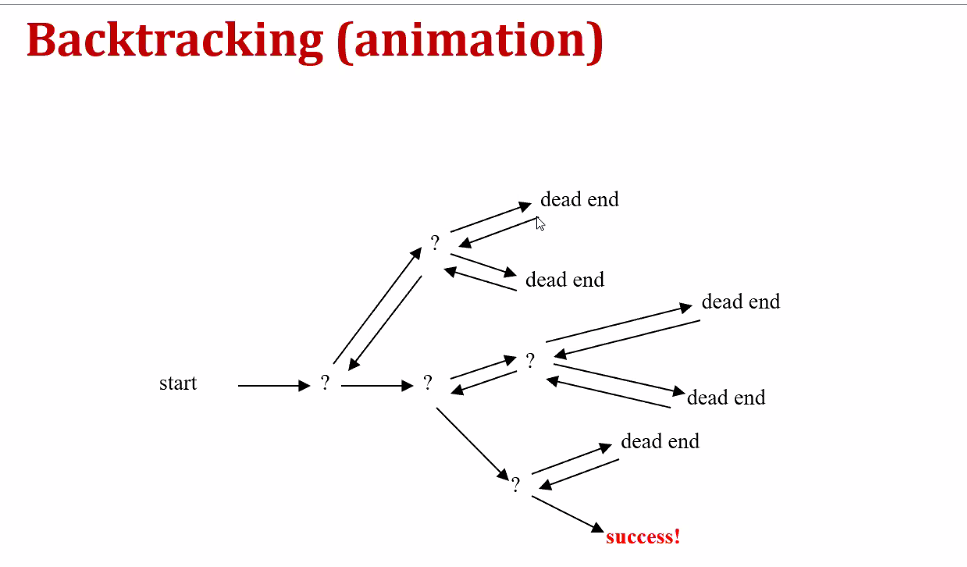 Backtracking (animation)
dead end
?
dead end
dead end
?
start
?
?
dead end
dead end
?
success!